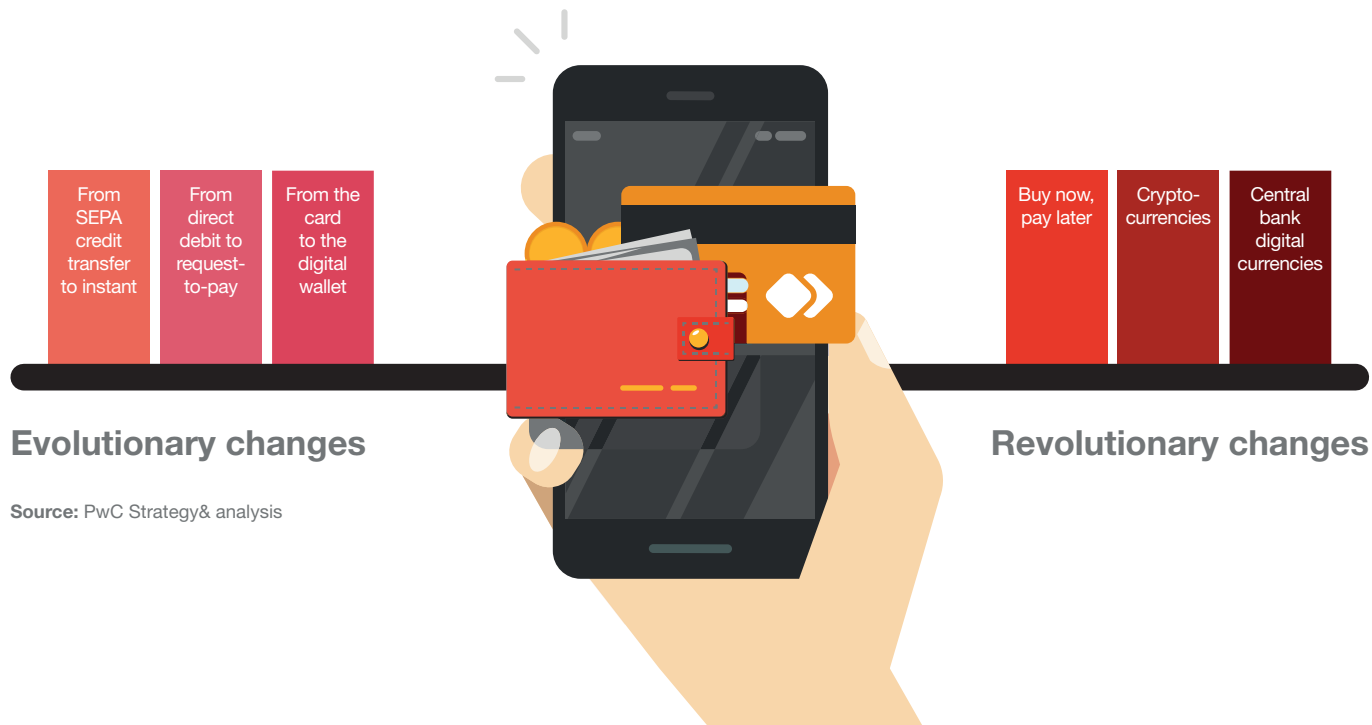 From
SEPA
credit
transfer
to instant
From
direct
debit to
request-
to-pay
From the
card
to the
digital
wallet
Buy now,
pay later
Crypto-
currencies
Central
bank
digital
currencies
Evolutionary changes
Revolutionary changes
Source: PwC Strategy& analysis